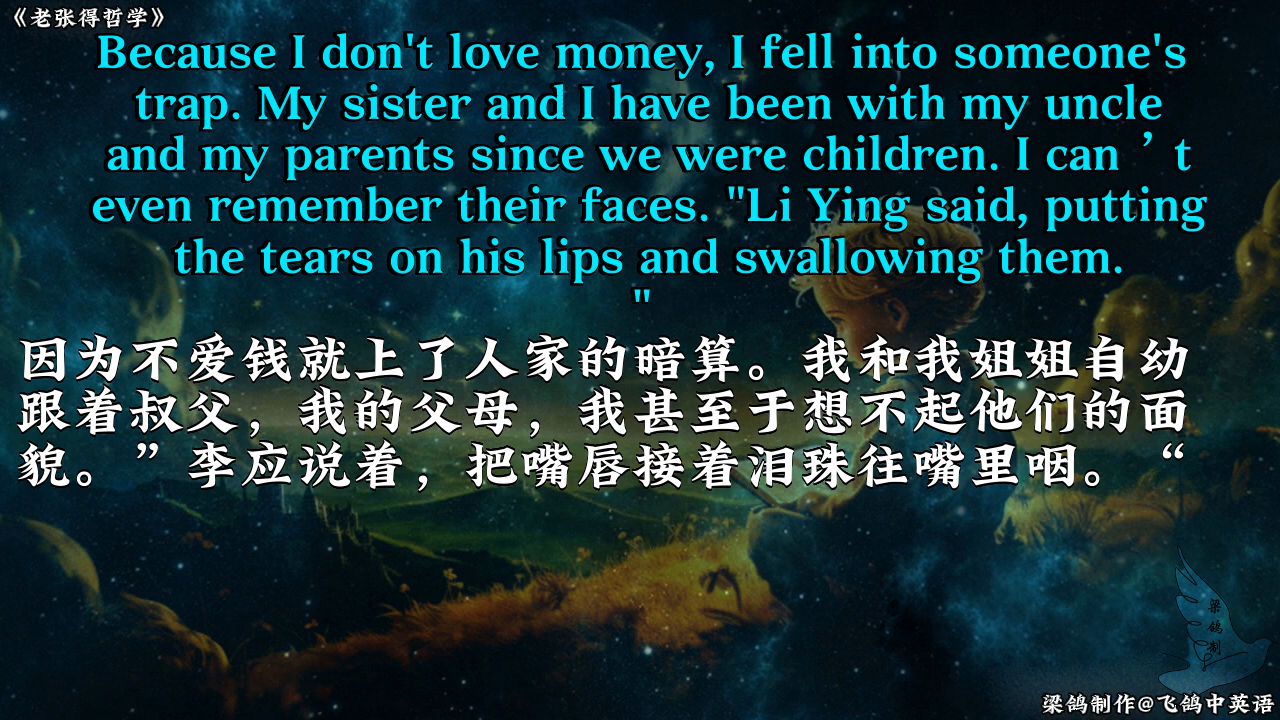 《老张得哲学》
Because I don't love money, I fell into someone's
trap. My sister and I have been with my uncle
and my parents since we were children. I can ’ t
even remember their faces. "Li Ying said, putting
the tears on his lips and swallowing them.
"
因为不爱钱就上了人家的暗算。我和我姐姐自幼
跟着叔父，我的父母，我甚至于想不起他们的面
貌。”李应说着，把嘴唇接着泪珠往嘴里咽。“
梁鸽制
梁鸽制作@飞鸽中英语